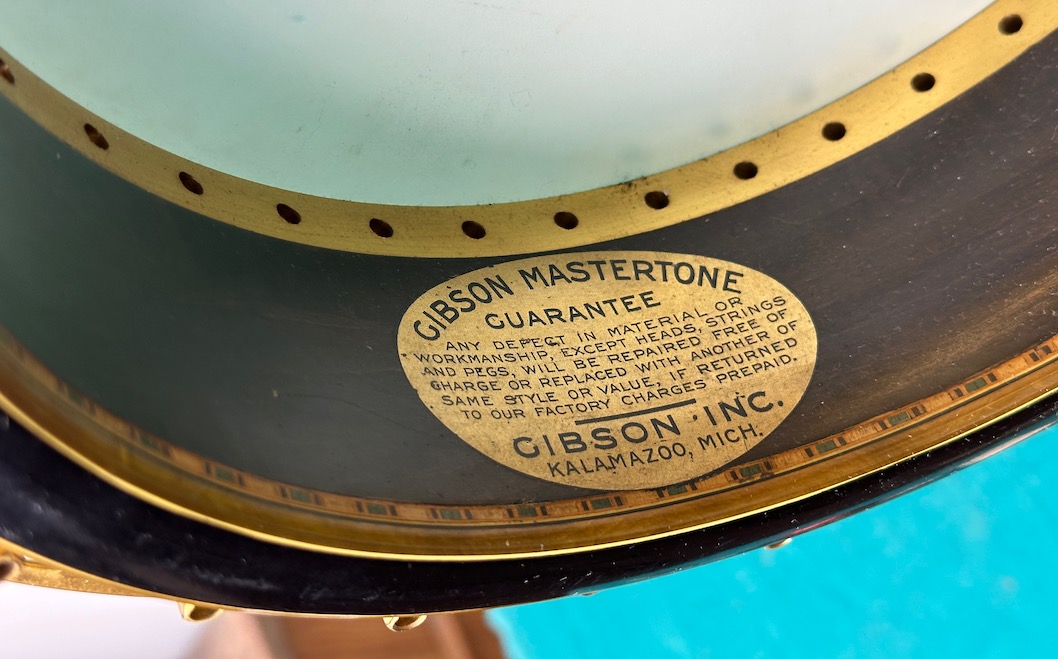 GIBSON MASTERTONE
GUARANTEE
ANY DEFECT IN MATERIAL OR
WORKMANSHIP, EXCEPT HEADS, STRINGS
AND PEGS, WILL BE REPAIRED FREE OF
CHARGE OR REPLACED WITH ANOTHER OF
SAME STYLE OR VALUE, IF RETURNED
TO OUR FACTORY CHARGES PREPAID.
GIBSON INC.
KALAMAZOO, MICH.